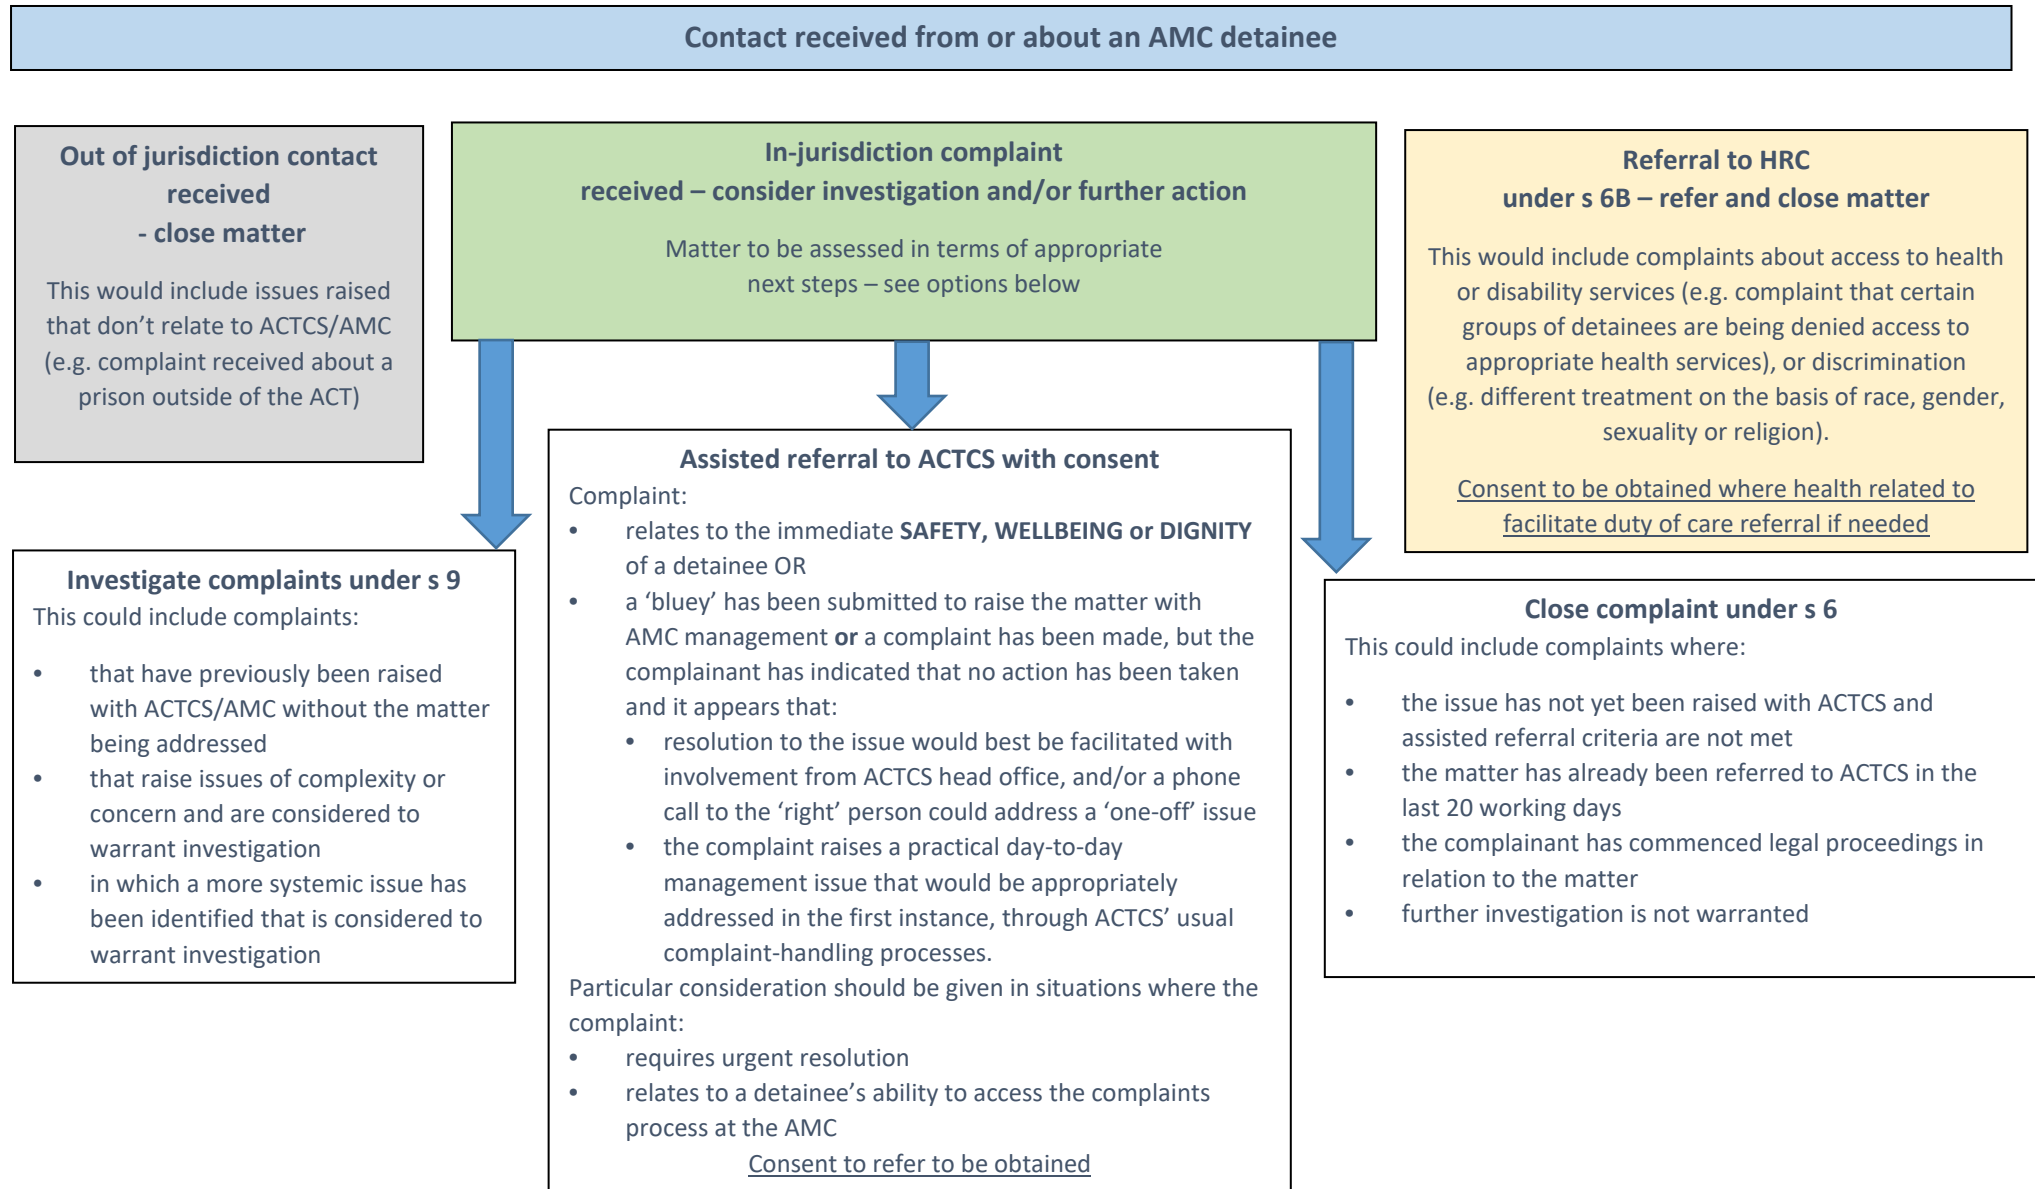 Contact received from or about an AMC detainee
Out of jurisdiction contact
received
- close matter
This would include issues raised
that don’t relate to ACTCS/AMC
(e.g. complaint received about a
prison outside of the ACT)
In-jurisdiction complaint
received – consider investigation and/or further action
Matter to be assessed in terms of appropriate
next steps – see options below
Referral to HRC
under s 6B – refer and close matter
This would include complaints about access to health
or disability services (e.g. complaint that certain
groups of detainees are being denied access to
appropriate health services), or discrimination
(e.g. different treatment on the basis of race, gender,
sexuality or religion).
Consent to be obtained where health related to
facilitate duty of care referral if needed
Investigate complaints under s 9
This could include complaints:
• that have previously been raised
with ACTCS/AMC without the matter
being addressed
• that raise issues of complexity or
concern and are considered to
warrant investigation
• in which a more systemic issue has
been identified that is considered to
warrant investigation
Assisted referral to ACTCS with consent
Complaint:
• relates to the immediate SAFETY, WELLBEING or DIGNITY
of a detainee OR
• a ‘bluey’ has been submitted to raise the matter with
AMC management or a complaint has been made, but the
complainant has indicated that no action has been taken
and it appears that:
• resolution to the issue would best be facilitated with
involvement from ACTCS head office, and/or a phone
call to the ‘right’ person could address a ‘one-off’ issue
• the complaint raises a practical day-to-day
management issue that would be appropriately
addressed in the first instance, through ACTCS’ usual
complaint-handling processes.
Particular consideration should be given in situations where the
complaint:
• requires urgent resolution
• relates to a detainee’s ability to access the complaints
process at the AMC
Consent to refer to be obtained
Close complaint under s 6
This could include complaints where:
• the issue has not yet been raised with ACTCS and
assisted referral criteria are not met
• the matter has already been referred to ACTCS in the
last 20 working days
• the complainant has commenced legal proceedings in
relation to the matter
• further investigation is not warranted